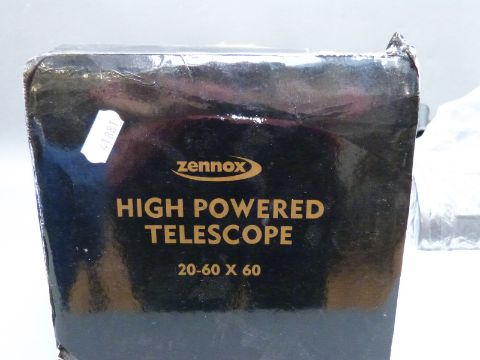 zennox
HIGH POWERED
TELESCOPE
20-60 X 60